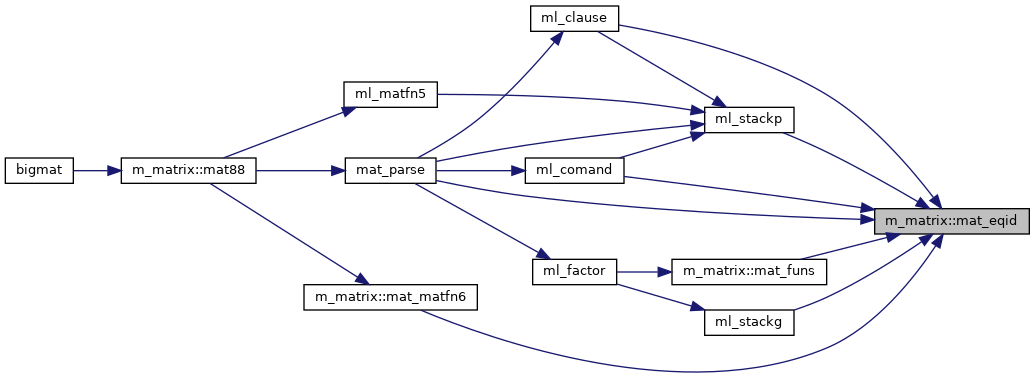 ml_clause
ml_matfn5
ml_stackp
bigmat
m_matrix::mat88
mat_parse
ml_comand
m_matrix::mat_eqid
ml_factor
m_matrix::mat_funs
m_matrix::mat_matfn6
ml_stackg